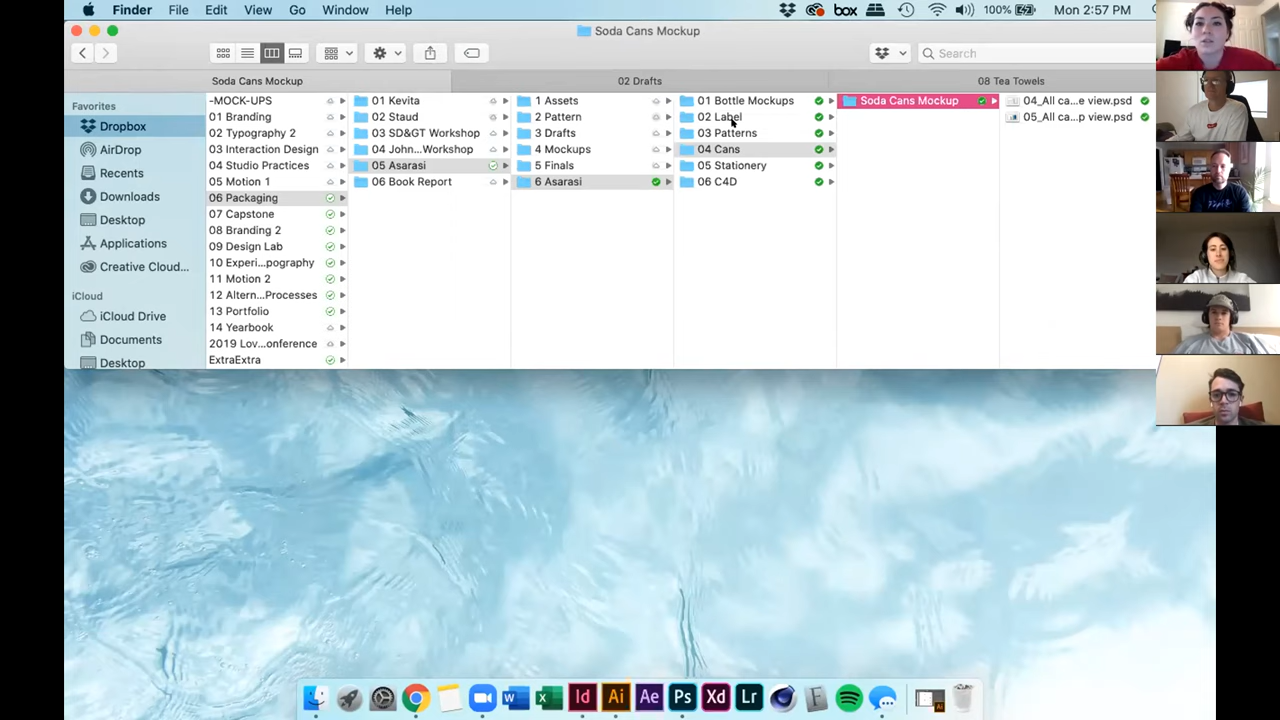 Finder File Edit View Go Window Help box 100% Mon 2:57 PM
Soda Cans Mockup
Search
Soda Cans Mockup 02 Drafts 08 Tea Towels
Favorites
Dropbox
AirDrop
Recents
Downloads
Desktop
Applications
Creative Cloud...
iCloud
iCloud Drive
Documents
Desktop
-MOCK-UPS
01 Branding
02 Typography 2
03 Interaction Design
04 Studio Practices
05 Motion 1
06 Packaging
07 Capstone
08 Branding 2
09 Design Lab
10 Experi...pography
11 Motion 2
12 Altern...Processes
13 Portfolio
14 Yearbook
2019 Lov...onference
ExtraExtra
01 Kevita
02 Staud
03 SD&GT Workshop
04 John...Workshop
05 Asarasi
06 Book Report
1 Assets
2 Pattern
3 Drafts
4 Mockups
5 Finals
6 Asarasi
01 Bottle Mockups
02 Label
03 Patterns
04 Cans
05 Stationery
06 C4D
Soda Cans Mockup
04_All ca...e view.psd
05_All ca...p view.psd
Id Ai Ae Ps Xd Lr